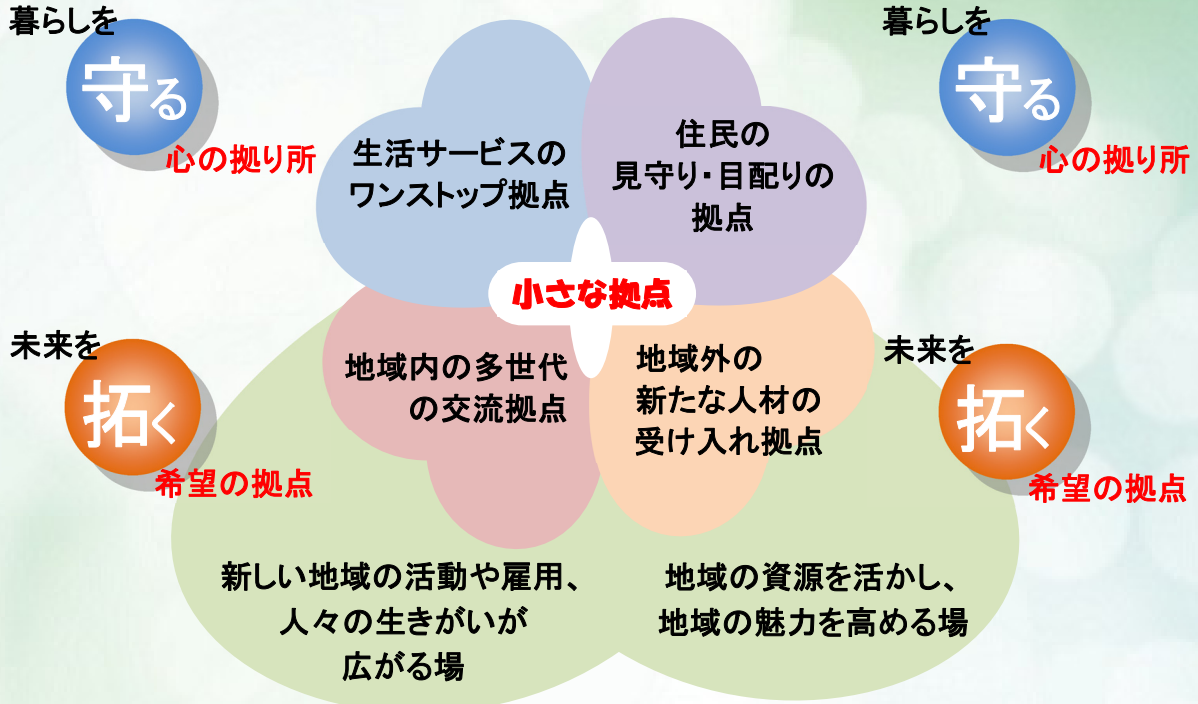 暮らしを
守る
心の拠り所
暮らしを
守る
心の拠り所
生活サービスの
ワンストップ拠点
住民の
見守り・目配りの
拠点
小さな拠点
未来を
拓く
希望の拠点
未来を
拓く
希望の拠点
地域内の多世代
の交流拠点
地域外の
新たな人材の
受け入れ拠点
新しい地域の活動や雇用、
人々の生きがいが
広がる場
地域の資源を活かし、
地域の魅力を高める場